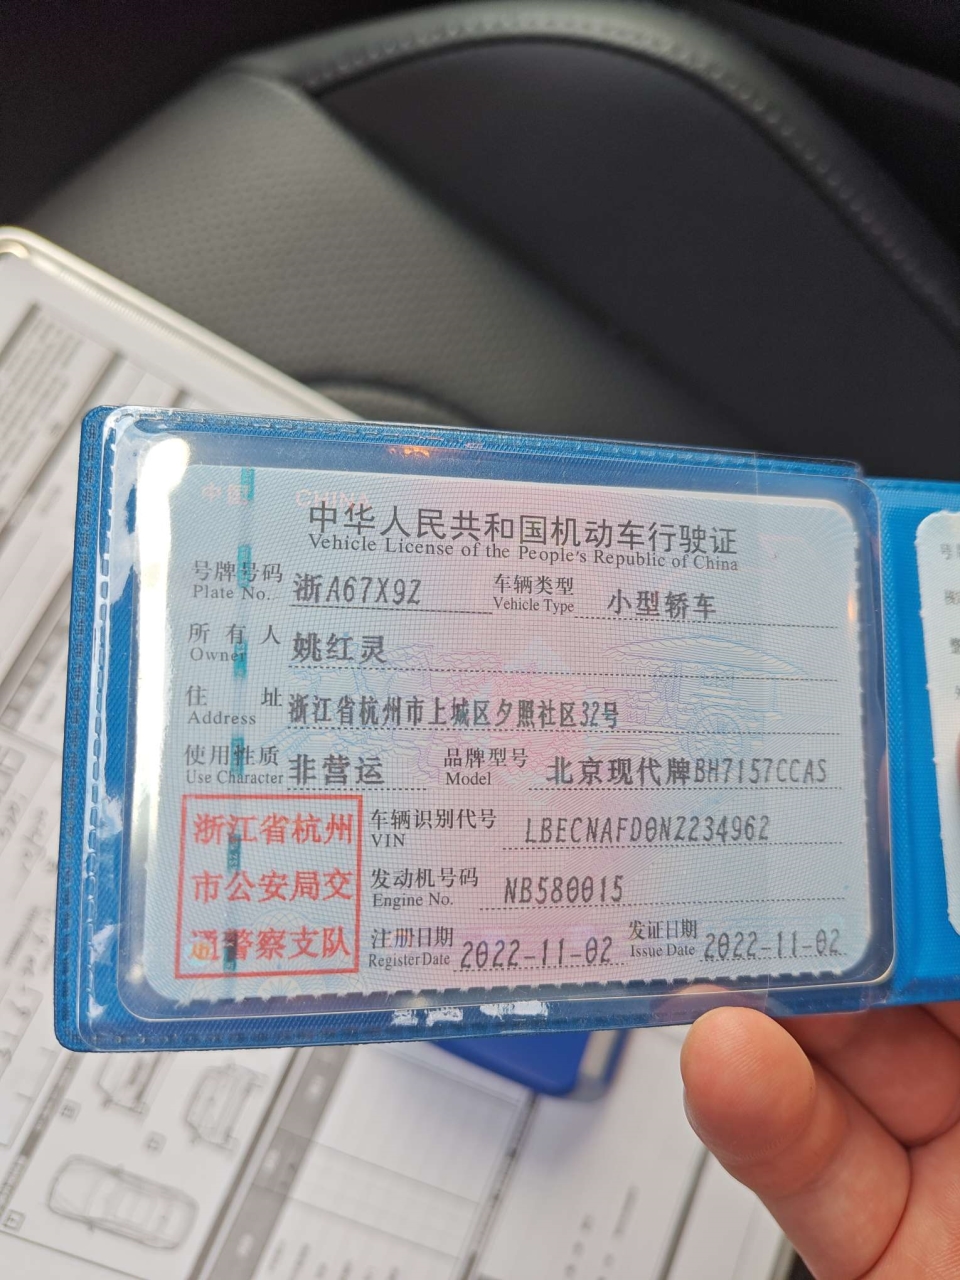 中国 CHINA
中华人民共和国机动车行驶证
Vehicle License of the People's Republic of China
号牌号码 浙A67X9Z 车辆类型 小型轿车
Plate No. Vehicle Type
所有人 姚红灵
Owner
住址 浙江省杭州市上城区夕照社区32号
Address
使用性质 非营运 品牌型号 北京现代牌BH7157CCAS
Use Character Model
浙江省杭州
市公安局交
通警察支队
车辆识别代号 LBECNAFD0NZ234962
VIN
发动机号码 NB580015
Engine No.
注册日期 2022-11-02 发证日期 2022-11-02
Register Date Issue Date